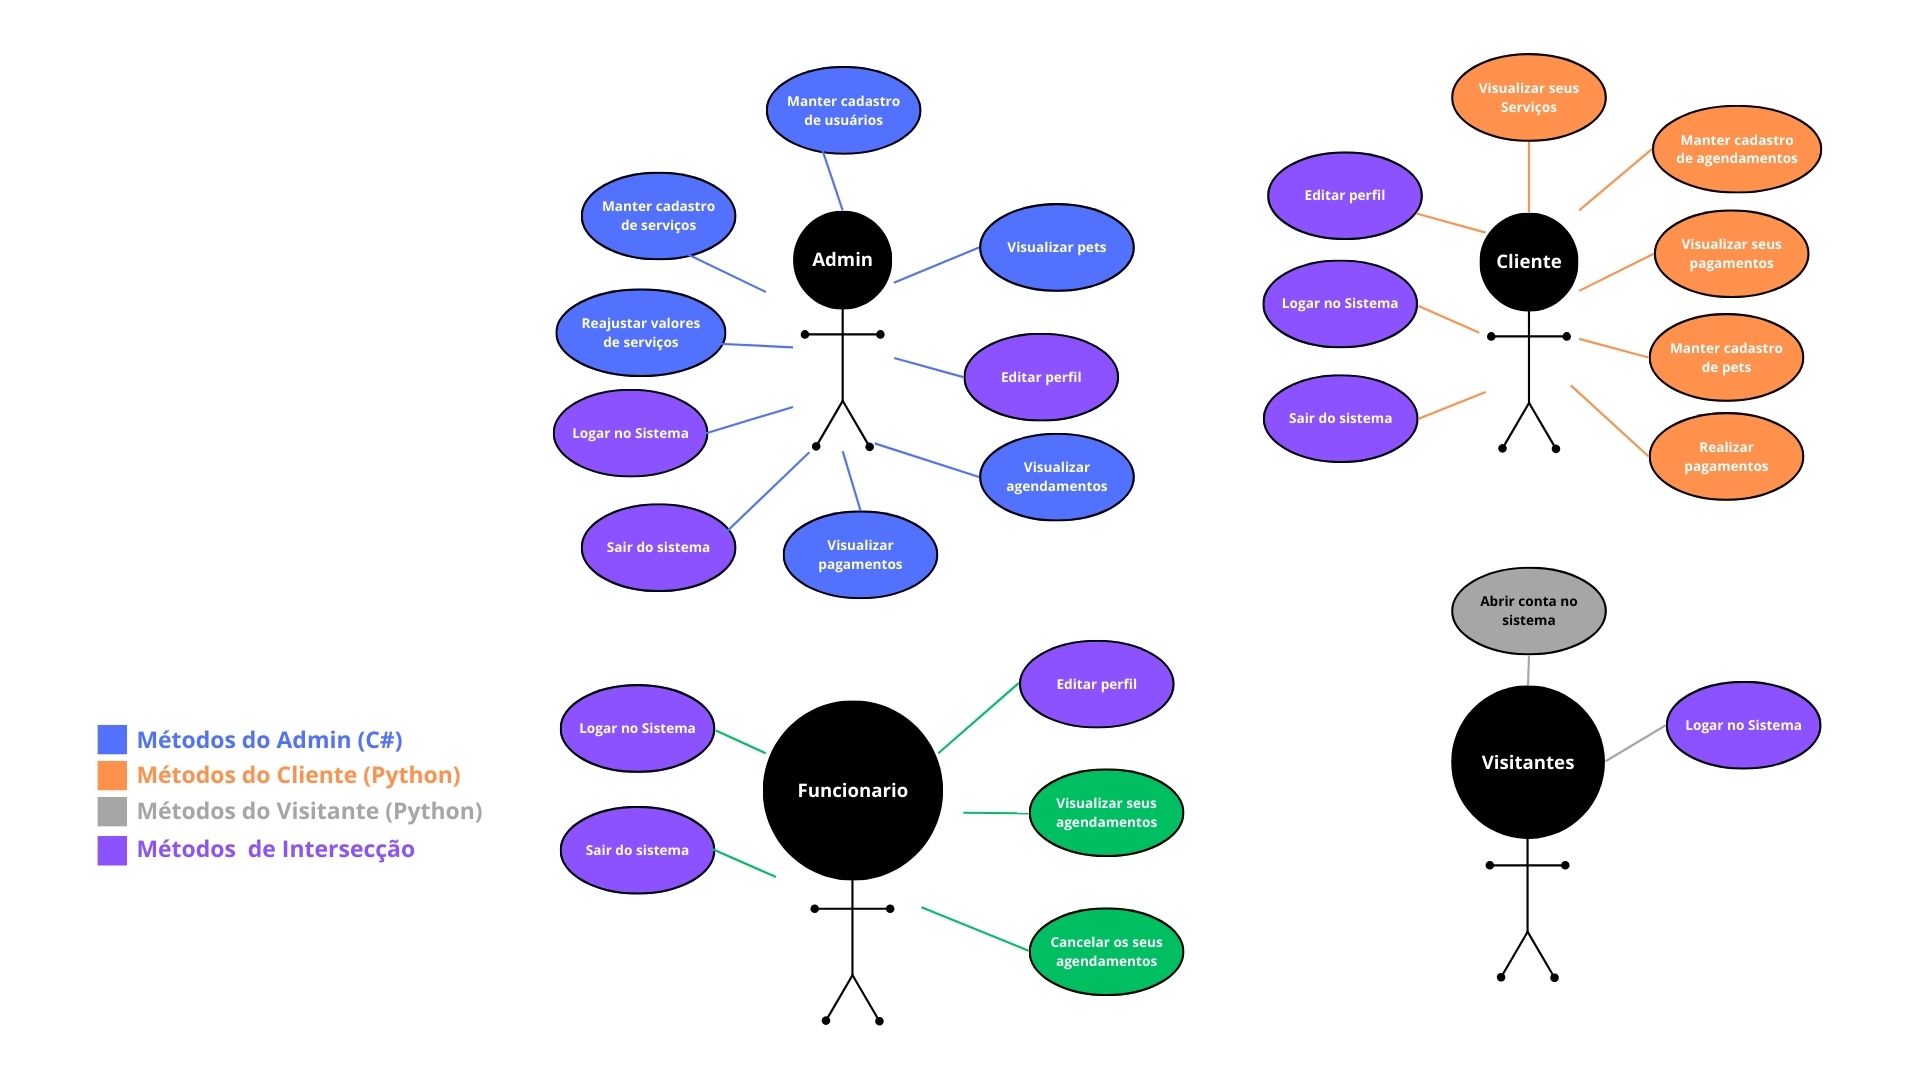 Manter cadastro
de usuários
Manter cadastro
de serviços
Visualizar pets
Admin
Reajustar valores
de serviços
Editar perfil
Logar no Sistema
Visualizar
agendamentos
Sair do sistema
Visualizar
pagamentos
Visualizar seus
Serviços
Manter cadastro
de agendamentos
Editar perfil
Visualizar seus
pagamentos
Cliente
Logar no Sistema
Manter cadastro
de pets
Sair do sistema
Realizar
pagamentos
Métodos do Admin (C#)
Métodos do Cliente (Python)
Métodos do Visitante (Python)
Métodos de Intersecção
Editar perfil
Logar no Sistema
Funcionario
Visualizar seus
agendamentos
Sair do sistema
Cancelar os seus
agendamentos
Abrir conta no
sistema
Logar no Sistema
Visitantes